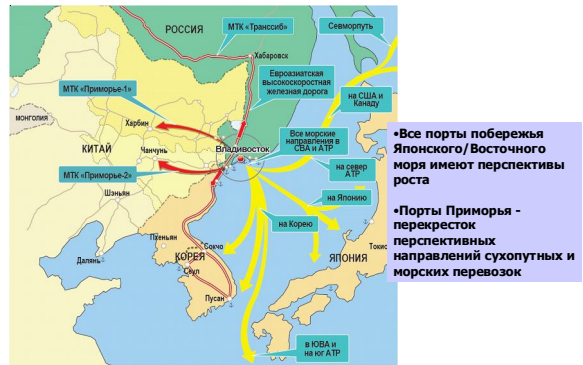 Севморпуть
РОССИЯ
МТК «Транссиб»
Хабаровск
Евроазиатская
высокоскоростная
железная дорога
МТК «Приморье-1»
на США и
Канаду
МОНГОЛИЯ
Харбин
Все морские
направления в
СВА и АТР
Владивосток
КИТАЙ
Чанчунь
на север
АТР
МТК «Приморье-2»
Шэньян
на Японию
на Корею
Пхеньян
Сокчо
Токио
КОРЕЯ
ЯПОНИЯ
Далянь
Сеул
Пусан
в ЮВА и
на юг АТР
•Все порты побережья
Японского/Восточного
моря имеют перспективы
роста
•Порты Приморья -
перекресток
перспективных
направлений сухопутных и
морских перевозок